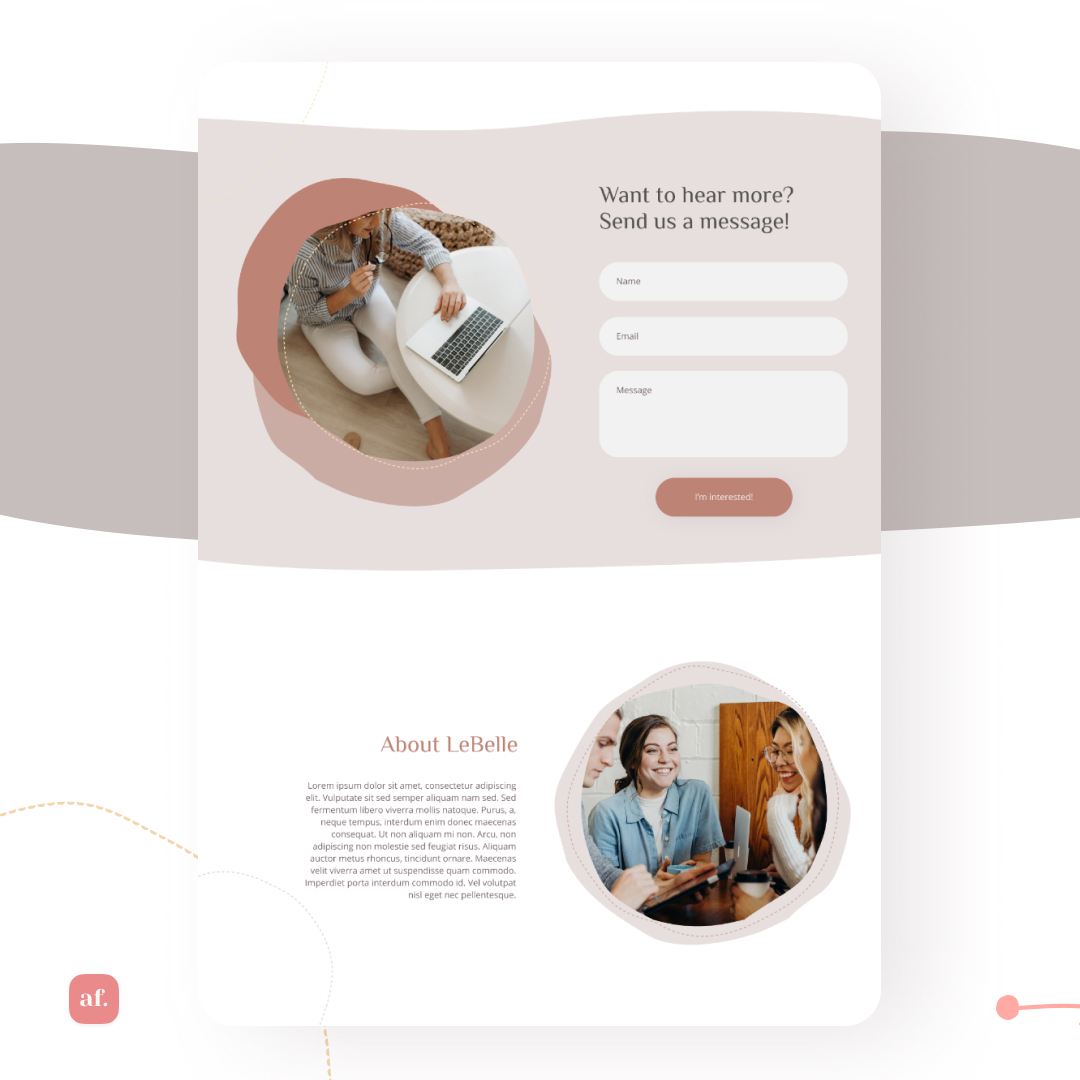 Want to hear more?
Send us a message!
Name
Email
Message
I'm interested!
About LeBelle
Lorem ipsum dolor sit amet, consectetur adipiscing
elit. Vulputate sit sed semper aliquam nam sed. Sed
fermentum libero viverra mollis natoque. Purus, a,
neque tempus, interdum enim donec maecenas
consequat. Ut non aliquam mi non. Arcu, non
adipiscing non molestie sed feugiat risus. Aliquam
auctor metus rhoncus, tincidunt ornare. Maecenas
velit viverra amet ut suspendisse quam commodo.
Imperdiet porta interdum commodo id. Vel volutpat
nisl eget nec pellentesque.
af.